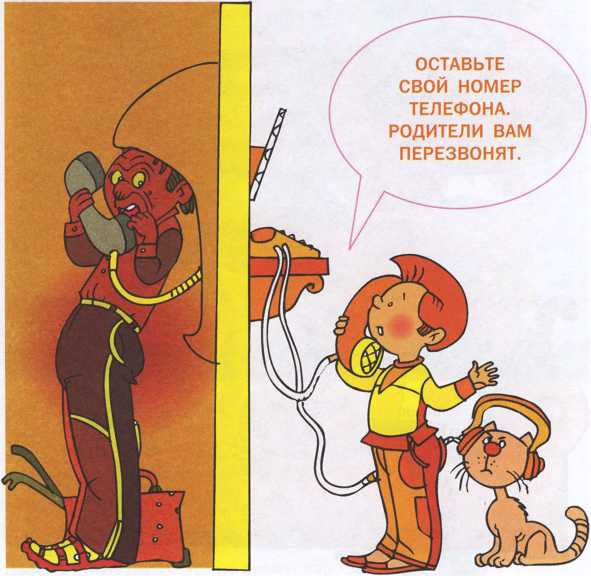 ОСТАВЬТЕ
СВОЙ НОМЕР
ТЕЛЕФОНА.
РОДИТЕЛИ ВАМ
ПЕРЕЗВОНЯТ.